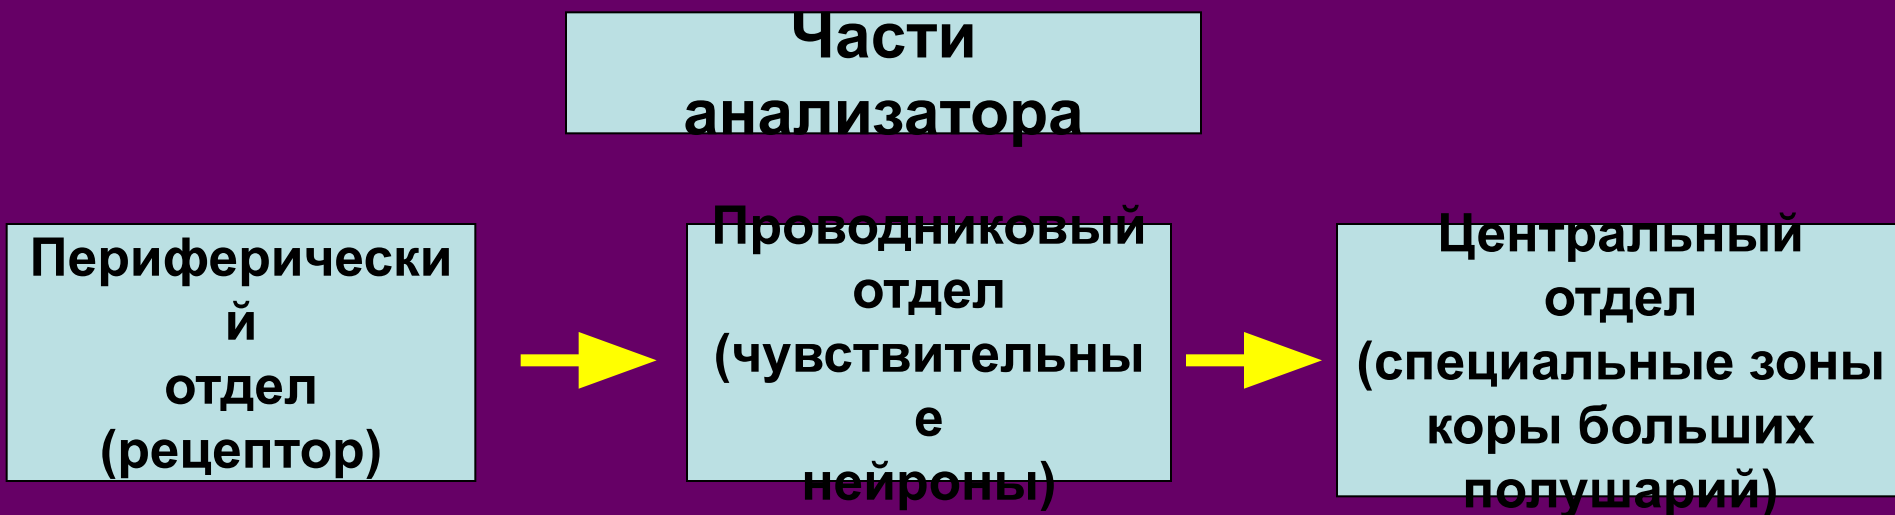 Части
анализатора
Периферически
й
отдел
(рецептор)
Проводниковый
отдел
(чувствительны
е
нейроны)
Центральный
отдел
(специальные зоны
коры больших
полушарий)